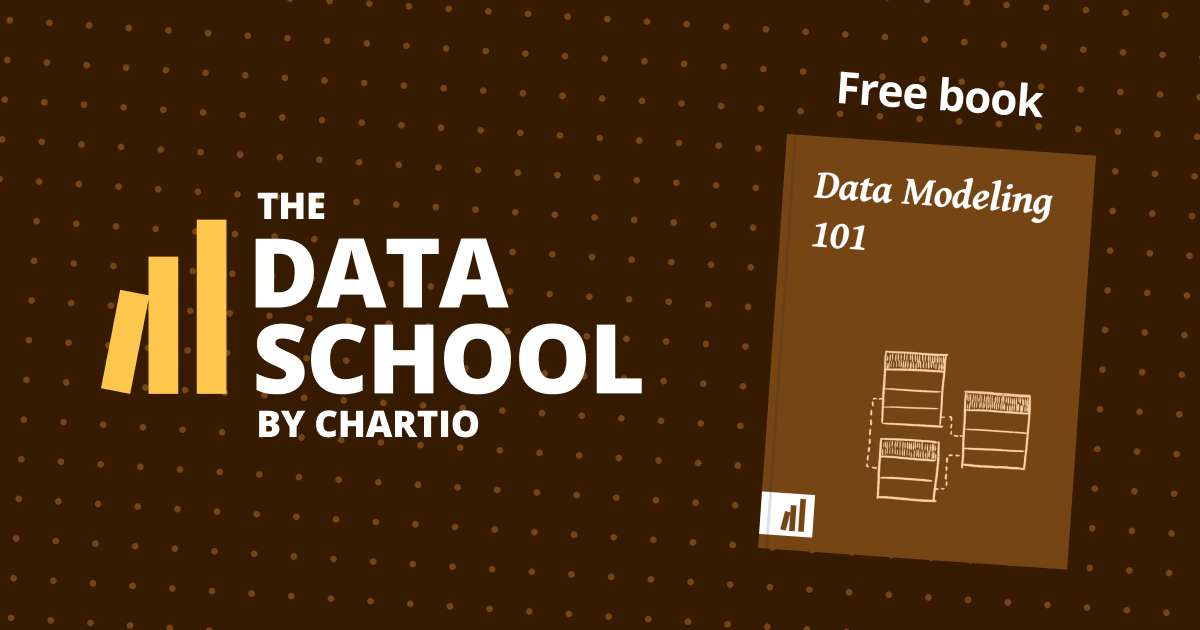 THE
DATA
SCHOOL
BY CHARTIO
Free book
Data Modeling
101